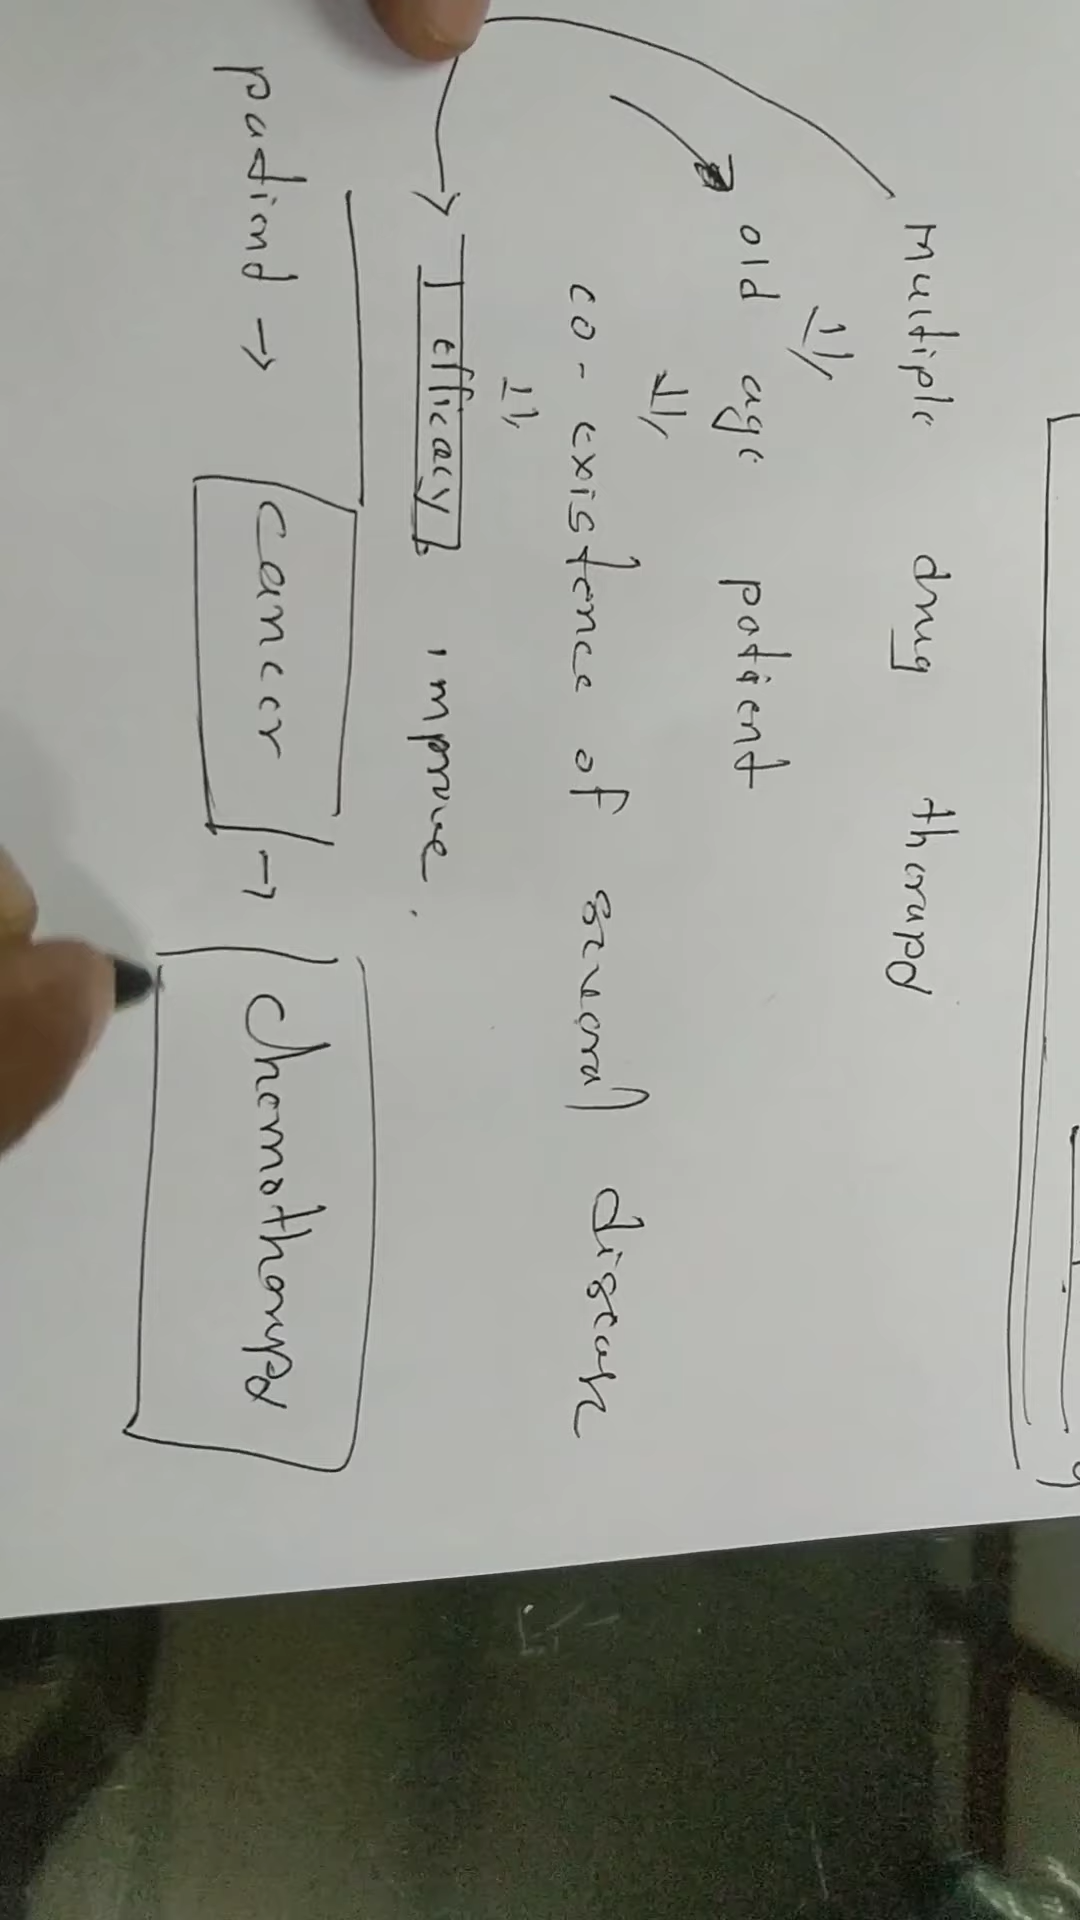 Multiple drug therapy
old age patient
co-existence of several disease
efficacy improve.
patient → cancer → chemotherapy